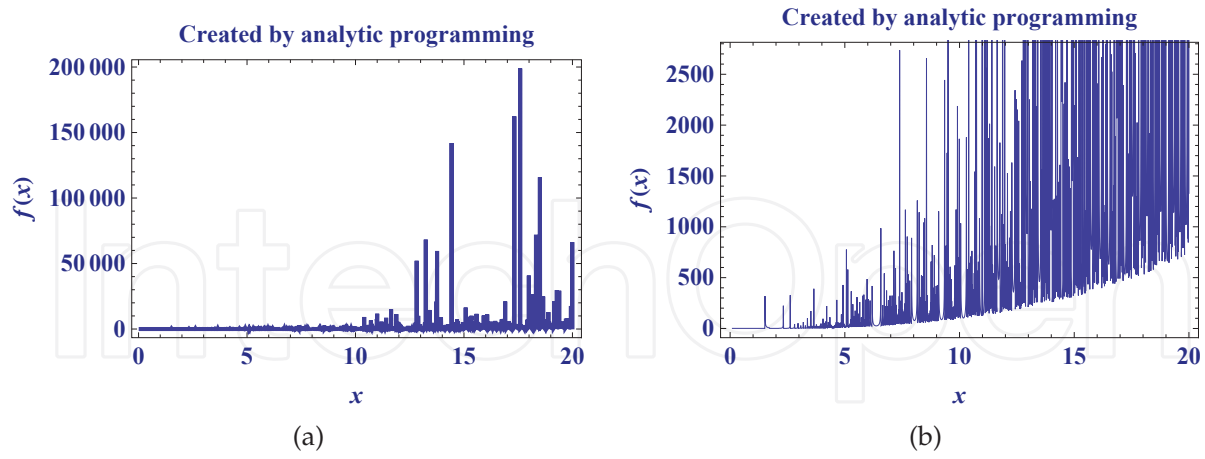 Created by analytic programming
f(x)
200 000
150 000
100 000
50 000
0
0 5 10 15 20
x
(a)
Created by analytic programming
f(x)
2500
2000
1500
1000
500
0
0 5 10 15 20
x
(b)
IntechOpen